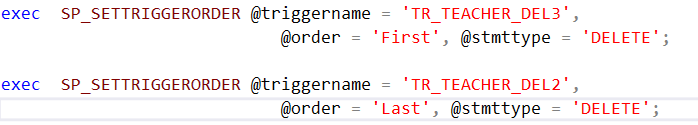 exec SP_SETTRIGGERORDER @triggername = 'TR_TEACHER_DEL3',
@order = 'First', @stmttype = 'DELETE';
exec SP_SETTRIGGERORDER @triggername = 'TR_TEACHER_DEL2',
@order = 'Last', @stmttype = 'DELETE';